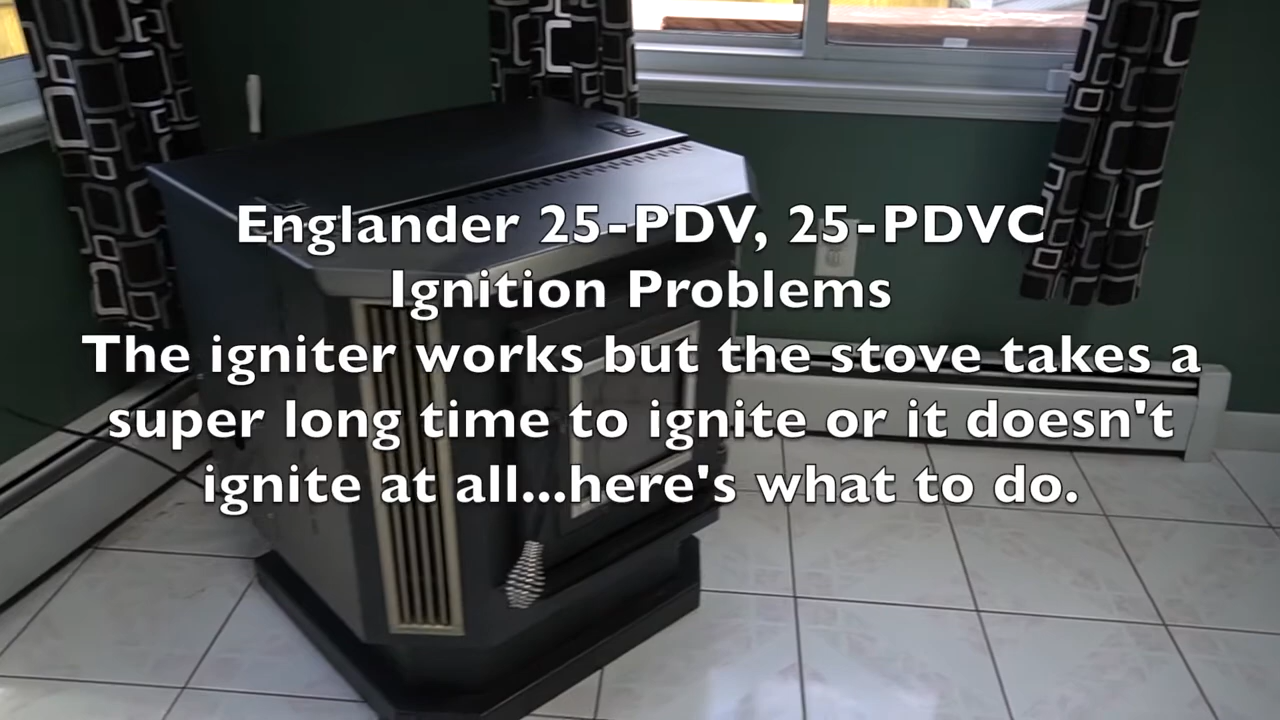 Englander 25-PDV, 25-PDVC
Ignition Problems
The igniter works but the stove takes a
super long time to ignite or it doesn't
ignite at all...here's what to do.